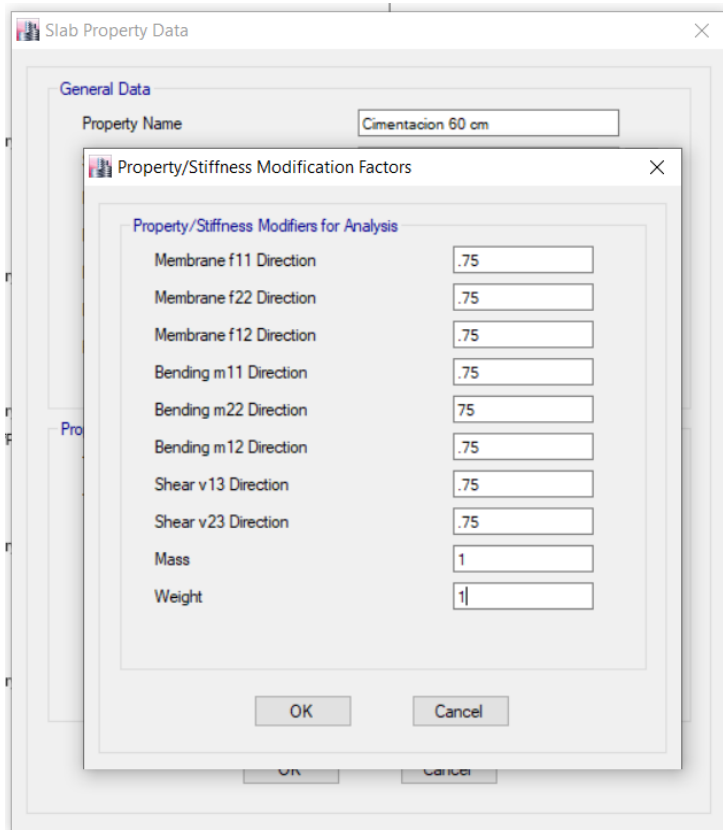 Slab Property Data
General Data
Property Name Cimentacion 60 cm
Property/Stiffness Modification Factors
Property/Stiffness Modifiers for Analysis
Membrane f11 Direction .75
Membrane f22 Direction .75
Membrane f12 Direction .75
Bending m11 Direction .75
Bending m22 Direction 75
Bending m12 Direction .75
Shear v13 Direction .75
Shear v23 Direction .75
Mass 1
Weight 1
Pro
OK Cancel
OK Cancel